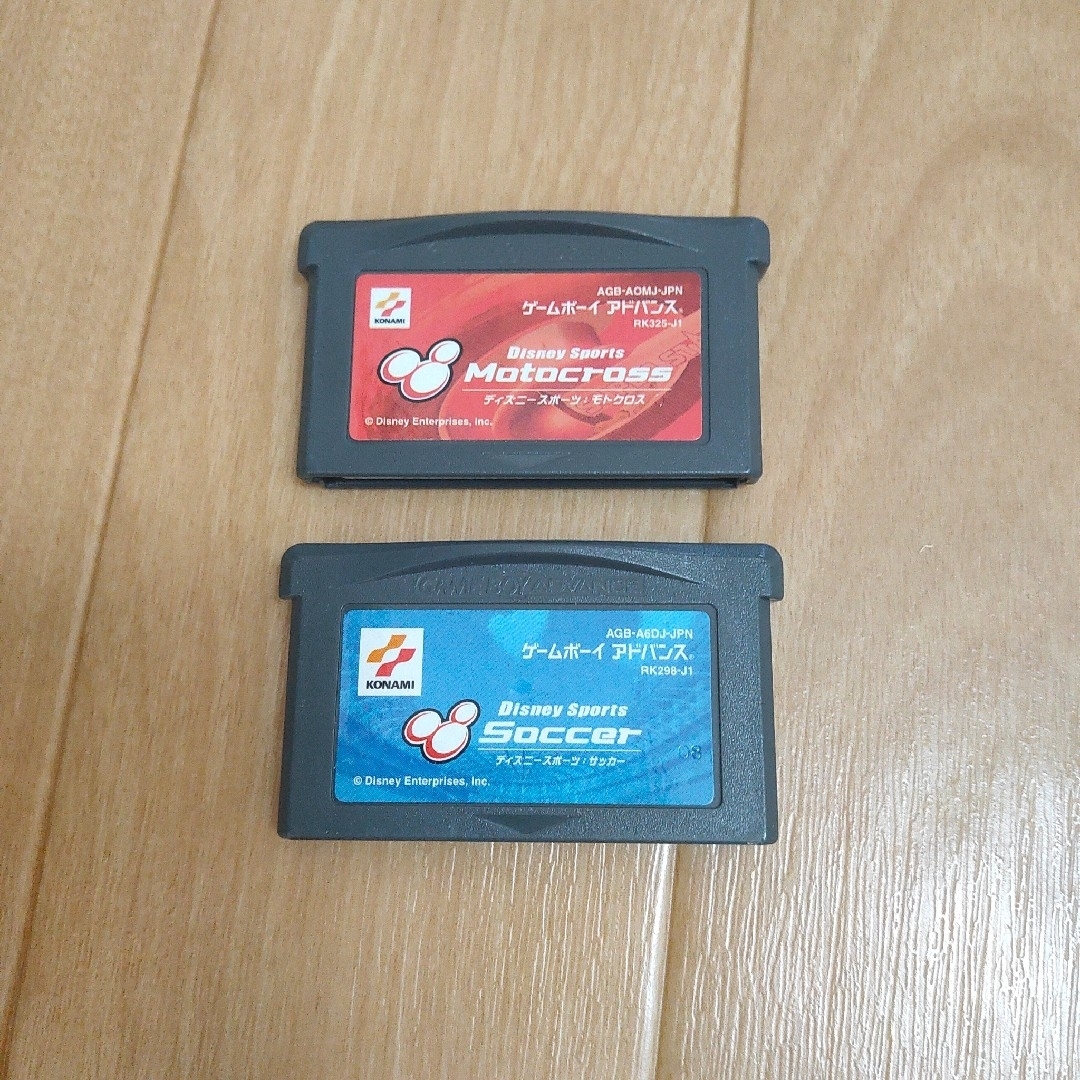 AGB-AOMJ-JPN
KONAMI
ゲームボーイ アドバンス®
RK325-J1
Disney Sports
Motocross
ディズニースポーツ:モトクロス
© Disney Enterprises, Inc.
GAME BOY ADVANCE
AGB-A6DJ-JPN
KONAMI
ゲームボーイ アドバンス®
RK298-J1
Disney Sports
Soccer
08
ディズニースポーツ:サッカー
© Disney Enterprises, Inc.